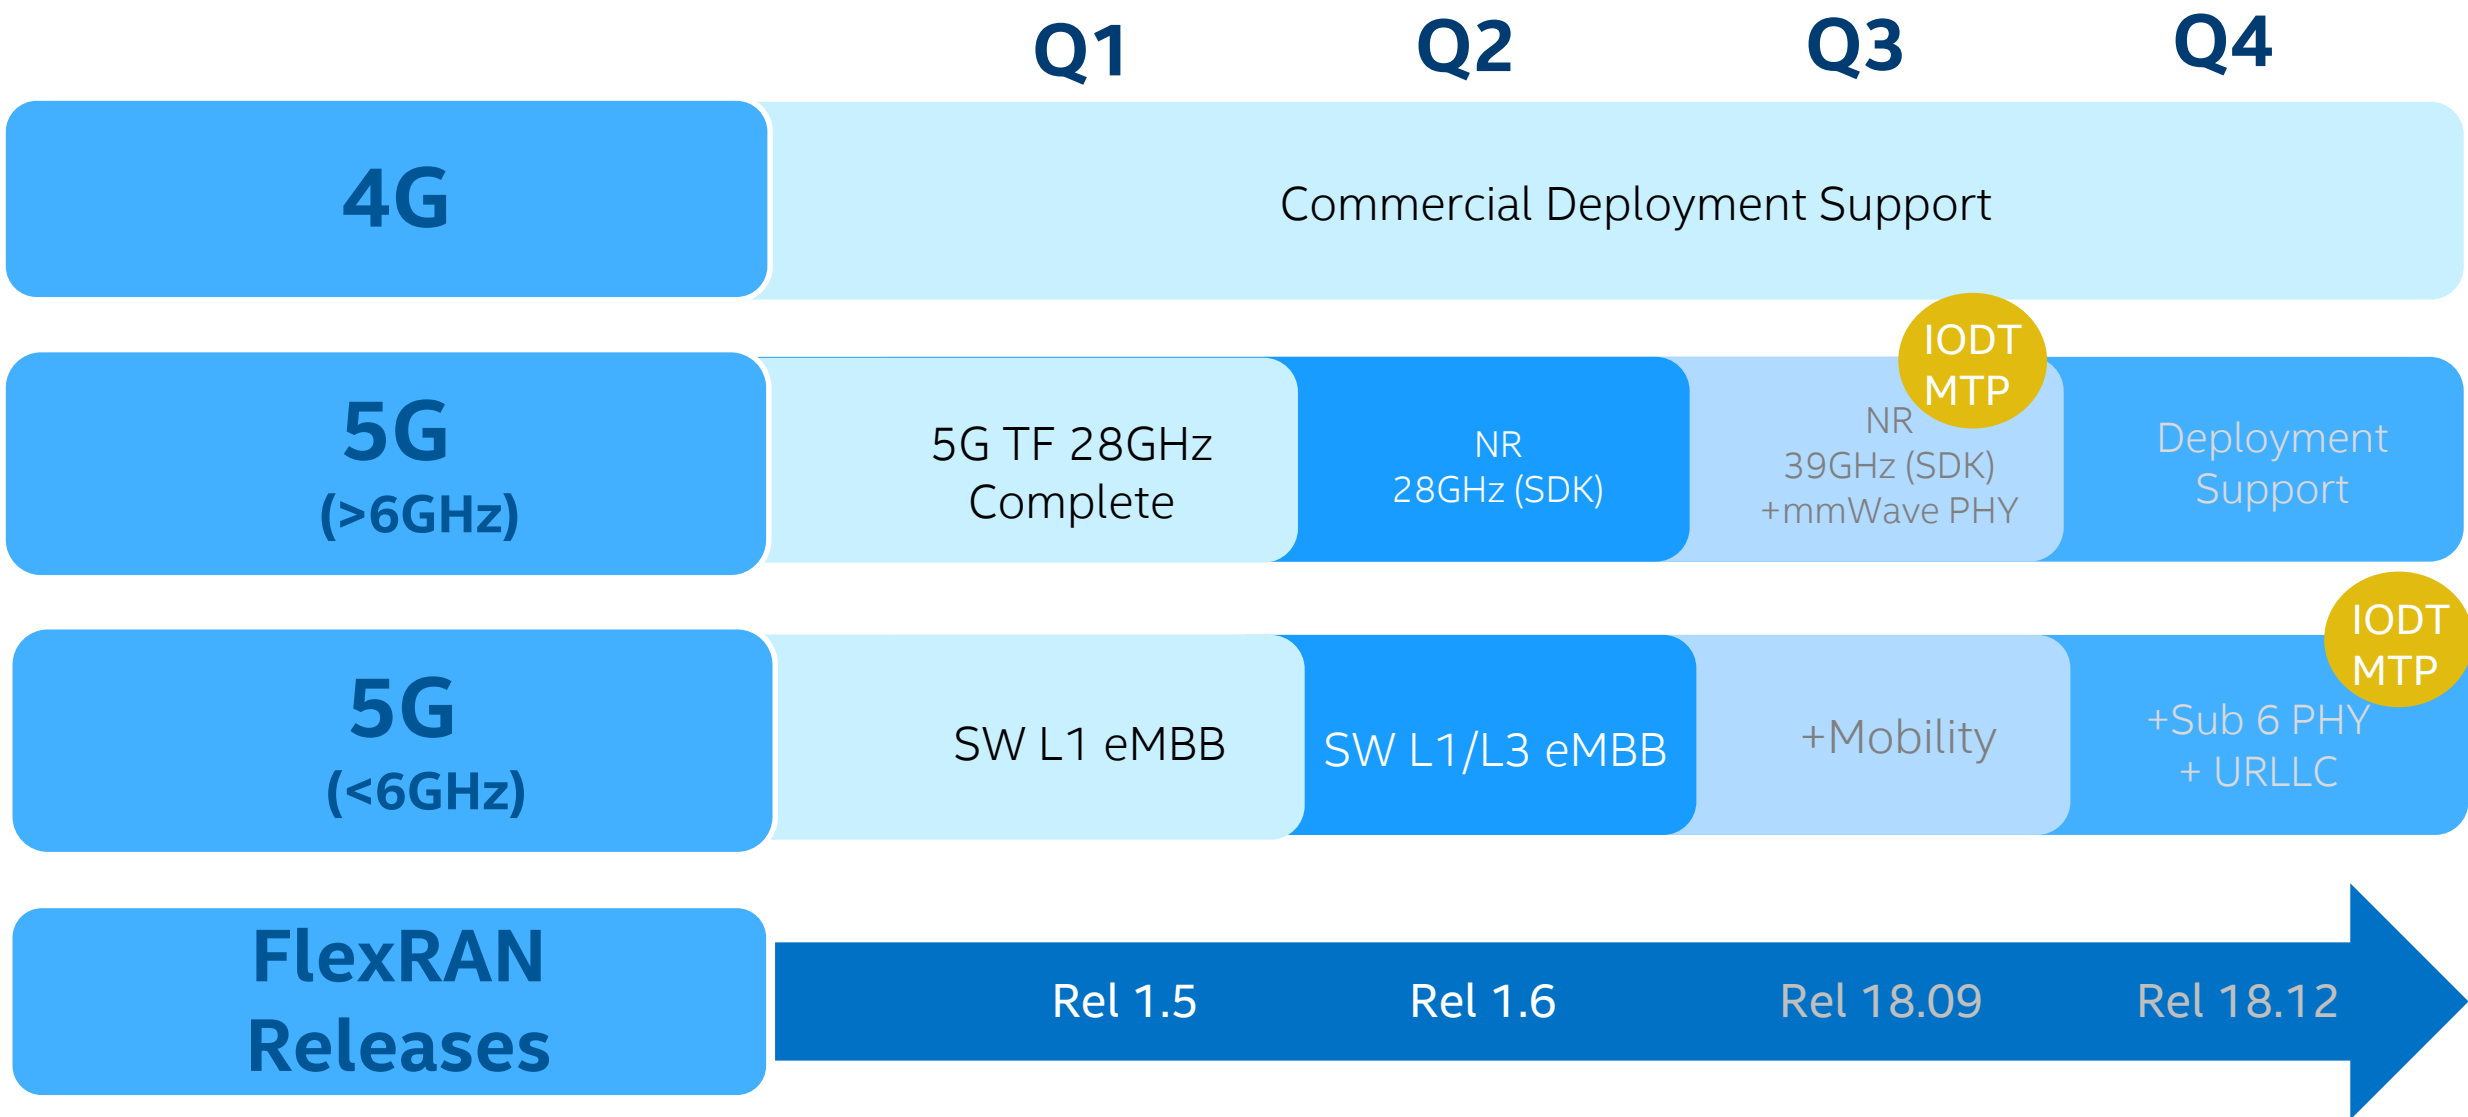 Q1 Q2 Q3 Q4
4G
Commercial Deployment Support
5G
(>6GHz)
5G TF 28GHz
Complete
NR
28GHz (SDK)
IODT
MTP
NR
39GHz (SDK)
+mmWave PHY
Deployment
Support
5G
(<6GHz)
SW L1 eMBB
SW L1/L3 eMBB
+Mobility
IODT
MTP
+Sub 6 PHY
+ URLLC
FlexRAN
Releases
Rel 1.5 Rel 1.6 Rel 18.09 Rel 18.12